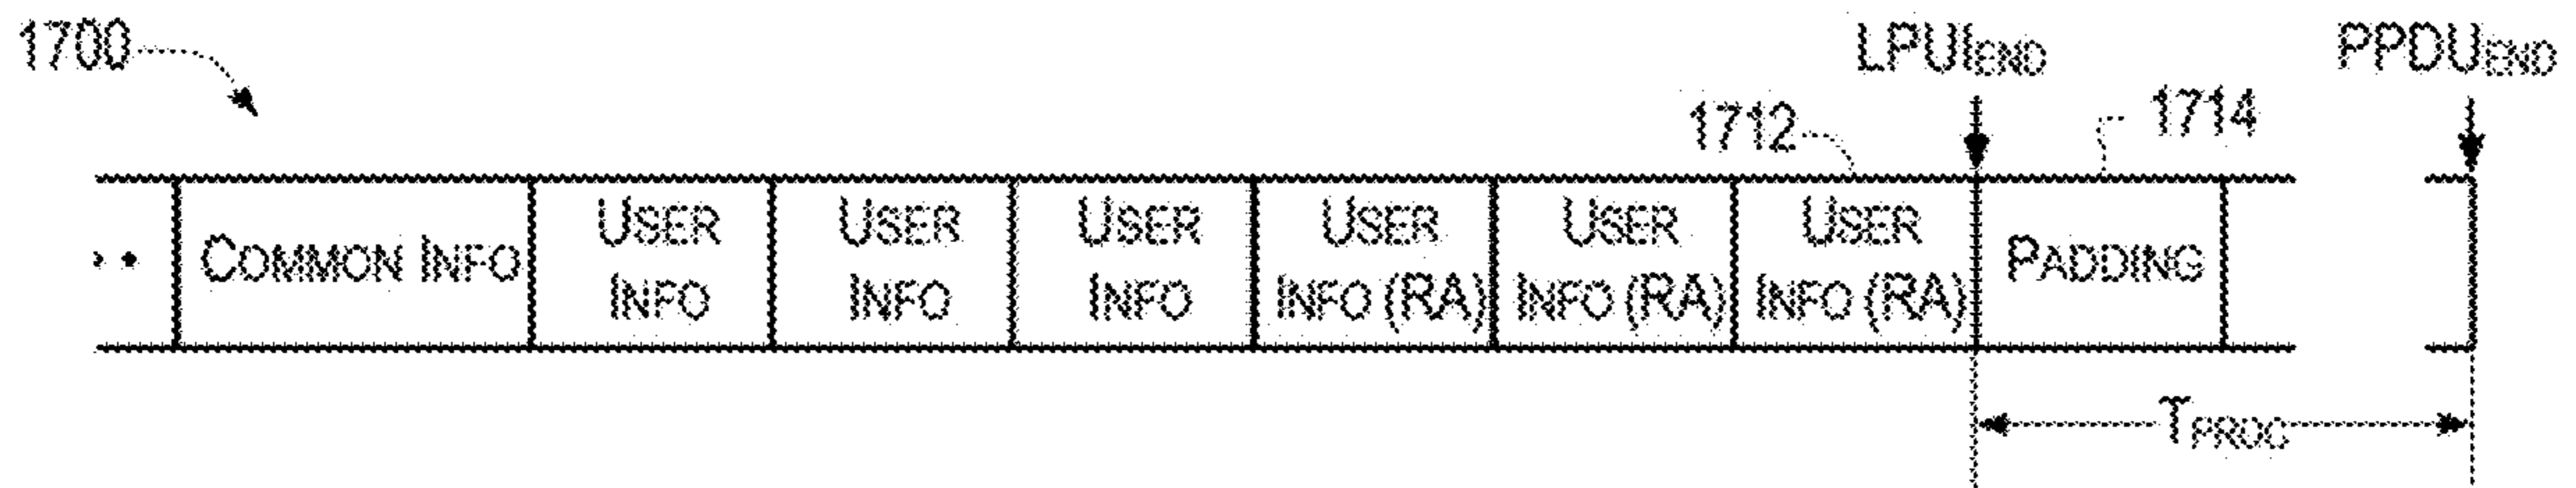 1700
LPUIEND
PPDUEND
1712
1714
COMMON INFO
USER
INFO
USER
INFO
USER
INFO
USER
INFO (RA)
USER
INFO (RA)
USER
INFO (RA)
PADDING
TPROC